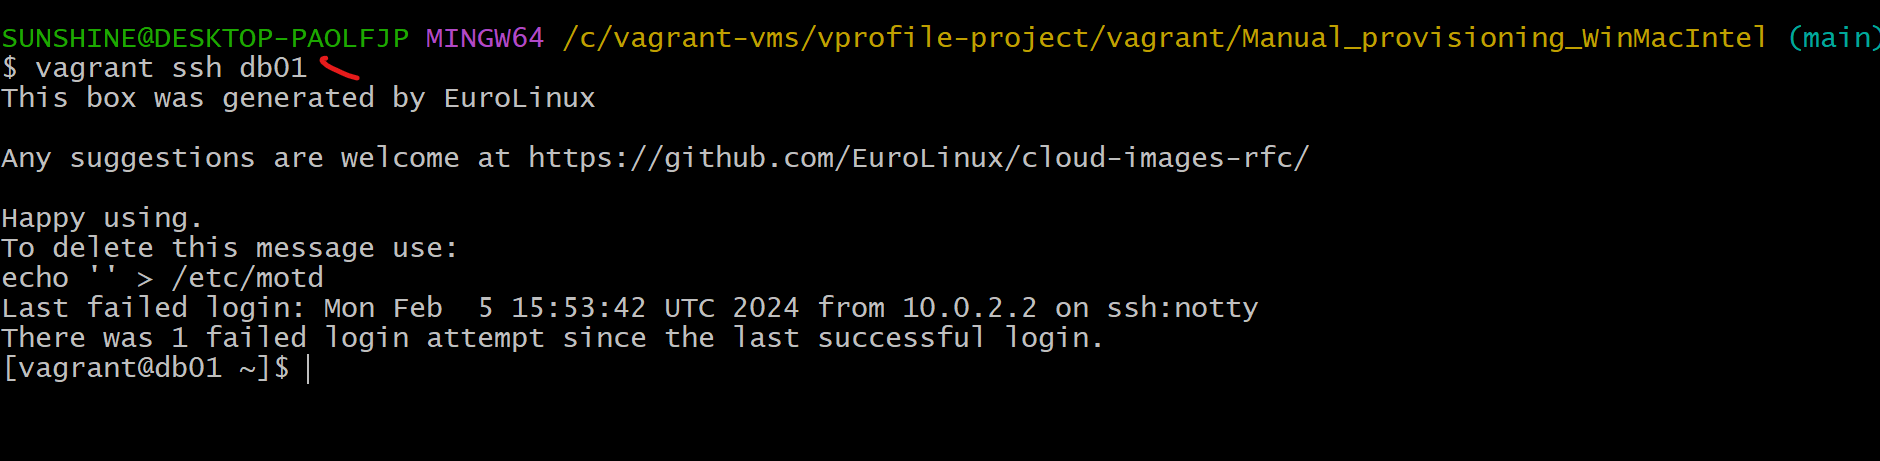 SUNSHINE@DESKTOP-PAOLFJP MINGW64 /c/vagrant-vms/vprofile-project/vagrant/Manual_provisioning_WinMacIntel (main)
$ vagrant ssh db01
This box was generated by EuroLinux
Any suggestions are welcome at https://github.com/EuroLinux/cloud-images-rfc/
Happy using.
To delete this message use:
echo '' > /etc/motd
Last failed login: Mon Feb  5 15:53:42 UTC 2024 from 10.0.2.2 on ssh:notty
There was 1 failed login attempt since the last successful login.
[vagrant@db01 ~]$